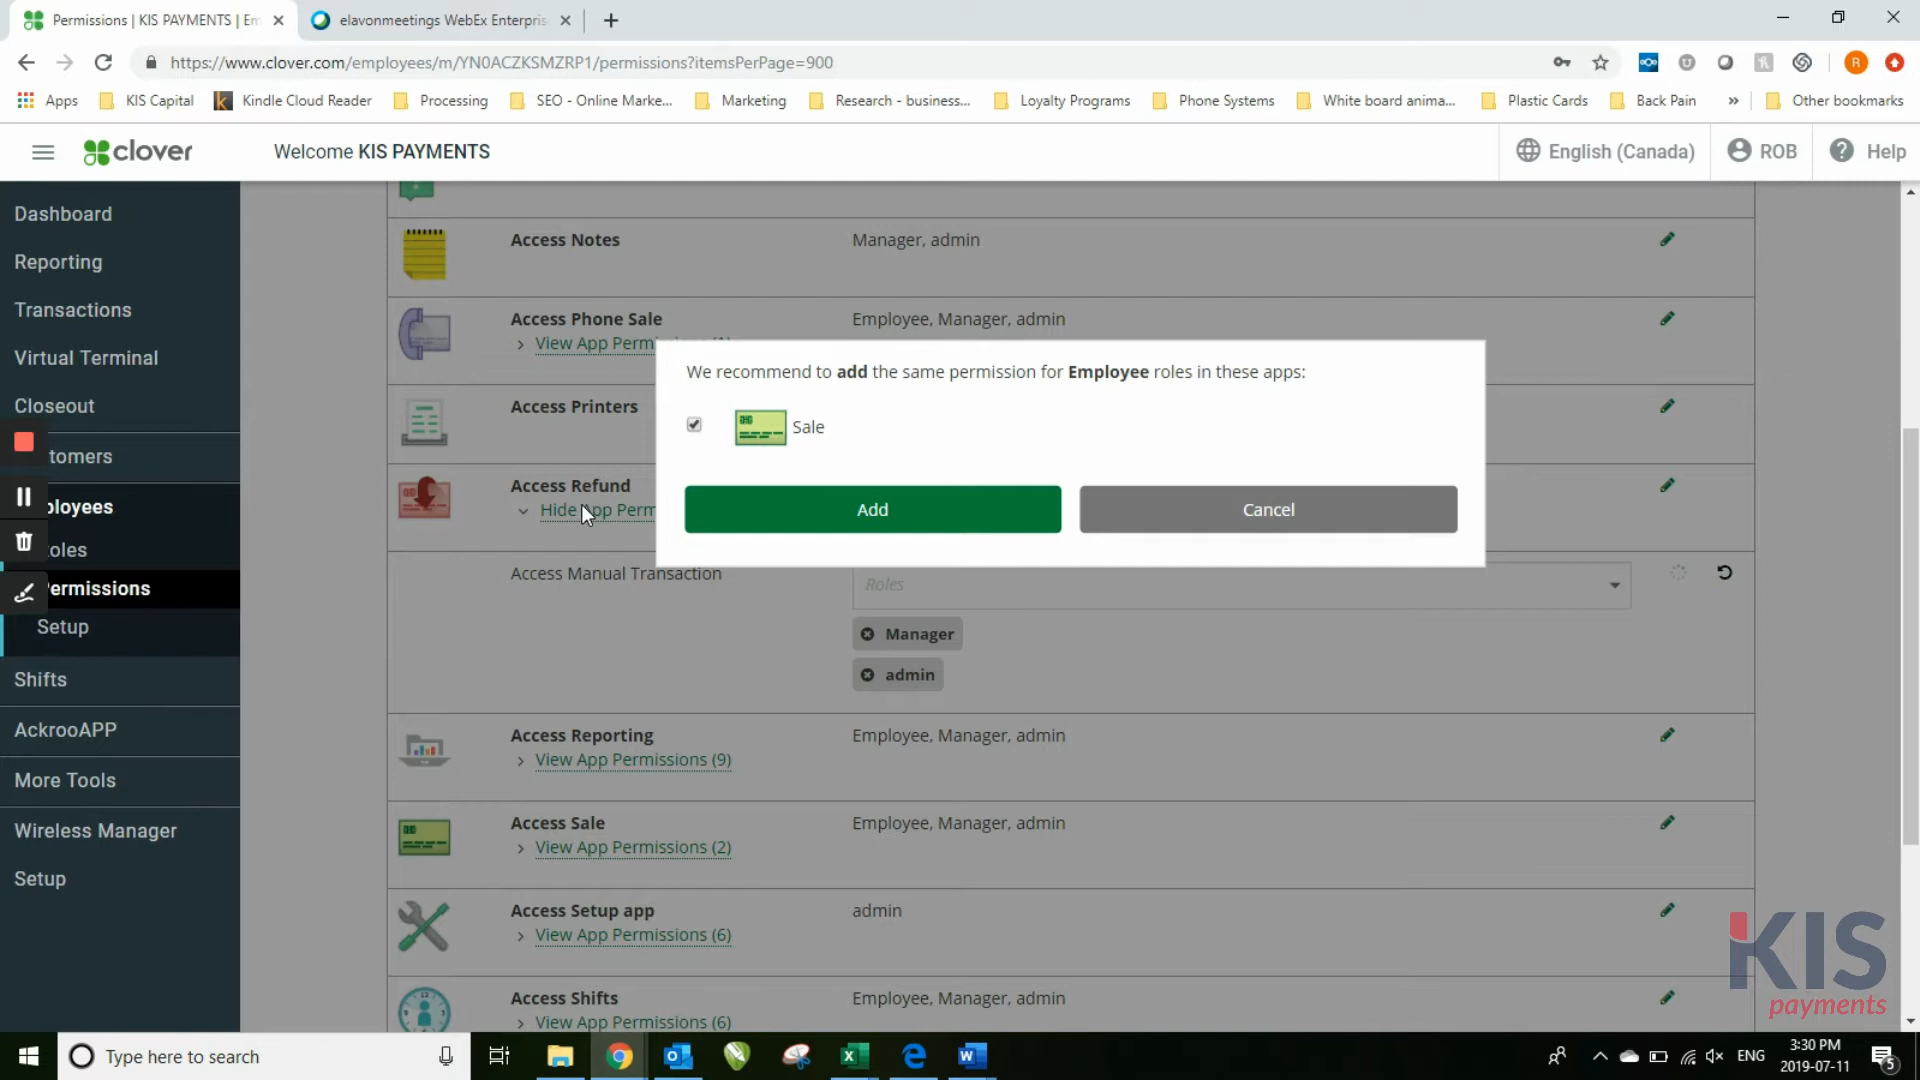 Permissions | KIS PAYMENTS | Em
elavonmeetings WebEx Enterpris
https://www.clover.com/employees/m/YN0ACZKSMZRP1/permissions?itemsPerPage=900
R
Apps
KIS Capital
Kindle Cloud Reader
Processing
SEO - Online Marke...
Marketing
Research - business...
Loyalty Programs
Phone Systems
White board anima...
Plastic Cards
Back Pain
»
Other bookmarks
clover
Welcome KIS PAYMENTS
English (Canada)
ROB
Help
Dashboard
Reporting
Transactions
Virtual Terminal
Closeout
tomers
ployees
oles
ermissions
Setup
Shifts
AckrooAPP
More Tools
Wireless Manager
Setup
Access Notes
Manager, admin
Access Phone Sale
Employee, Manager, admin
View App Perm
Access Printers
Access Refund
Hide App Perm
We recommend to add the same permission for Employee roles in these apps:
Sale
Add
Cancel
Access Manual Transaction
Roles
Manager
admin
Access Reporting
Employee, Manager, admin
View App Permissions (9)
Access Sale
Employee, Manager, admin
View App Permissions (2)
Access Setup app
admin
View App Permissions (6)
Access Shifts
Employee, Manager, admin
View App Permissions (6)
KIS
payments
Type here to search
ENG
3:30 PM
2019-07-11
5